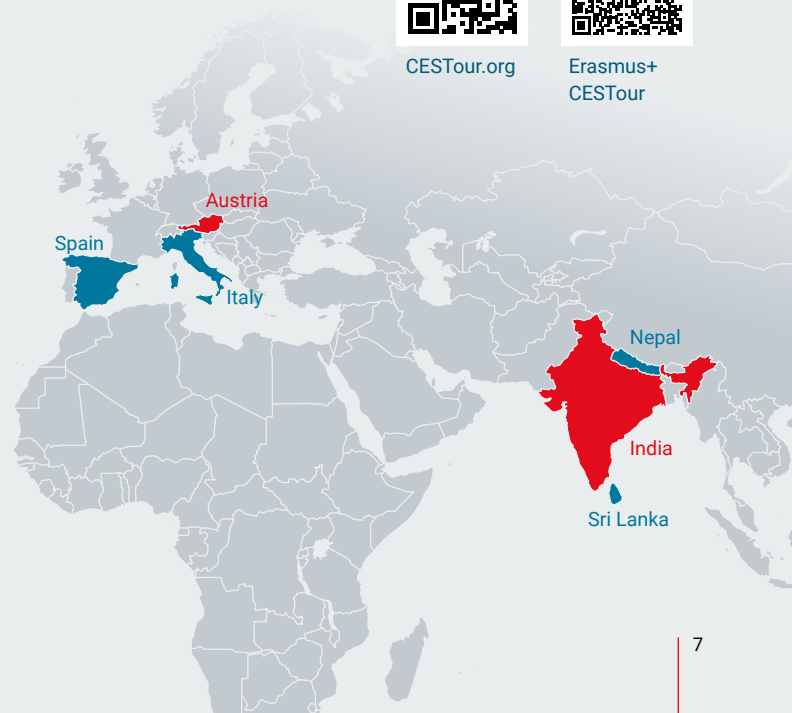 CESTour.org
Erasmus+
CESTour
Austria
Spain
Italy
Nepal
India
Sri Lanka
7